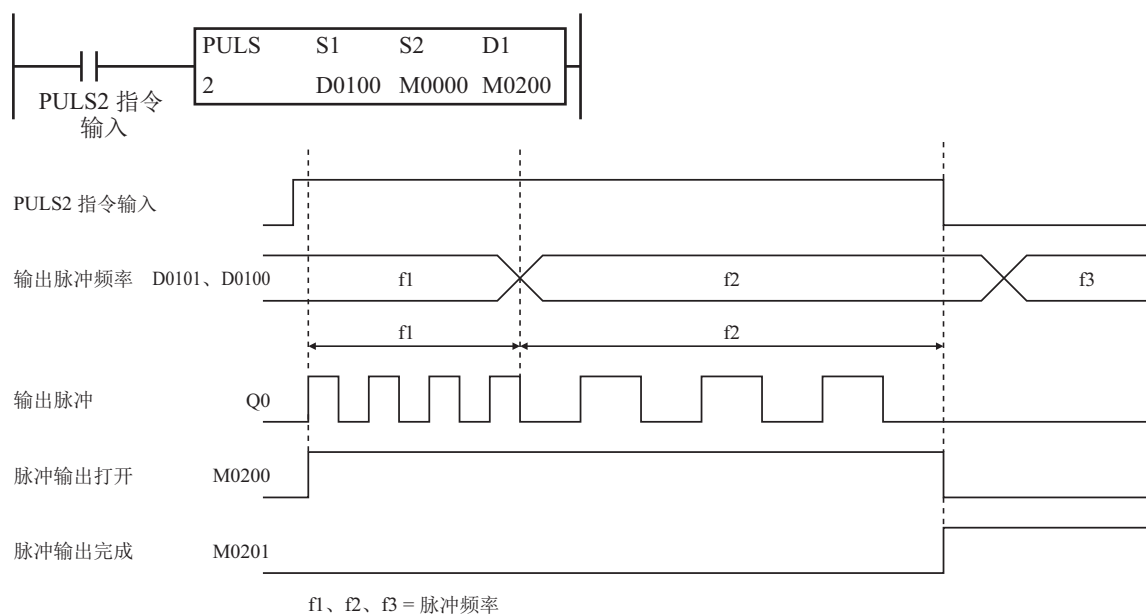 PULS S1 S2 D1
2 D0100 M0000 M0200
PULS2 指令
输入
PULS2 指令输入
输出脉冲频率 D0101、D0100 f1 f2 f3
f1 f2
输出脉冲 Q0
脉冲输出打开 M0200
脉冲输出完成 M0201
f1、f2、f3 = 脉冲频率